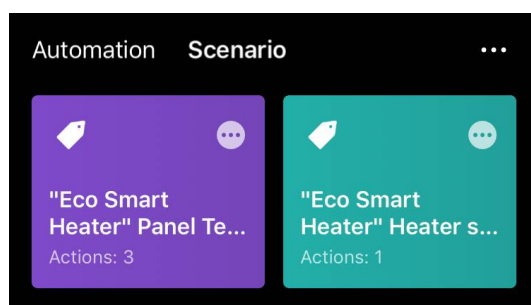 Automation Scenario
"Eco Smart
Heater" Panel Te...
Actions: 3
"Eco Smart
Heater" Heater s...
Actions: 1